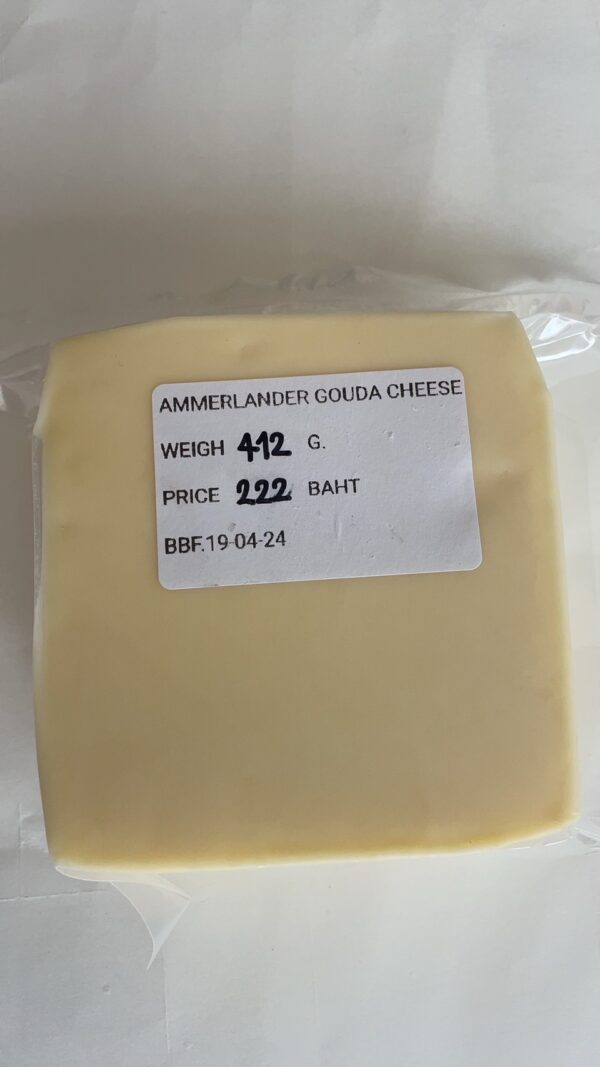 AMMERLANDER GOUDA CHEESE
WEIGH 412 G.
PRICE 222 BAHT
BBF.19-04-24